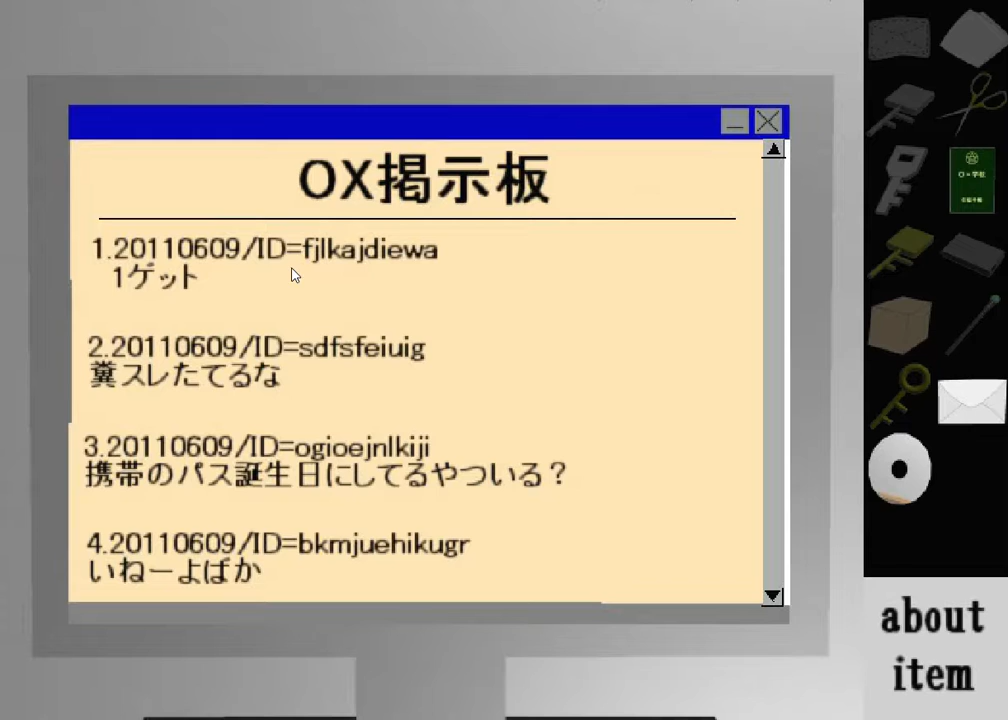 OX掲示板
1.20110609/ID=fjlkajdiewa
1ゲット
2.20110609/ID=sdfsfeiuig
糞スレたてるな
3.20110609/ID=ogioejnlkiji
携帯のパス誕生日にしてるやついる？
4.20110609/ID=bkmjuehikugr
いねーよばか
about
item